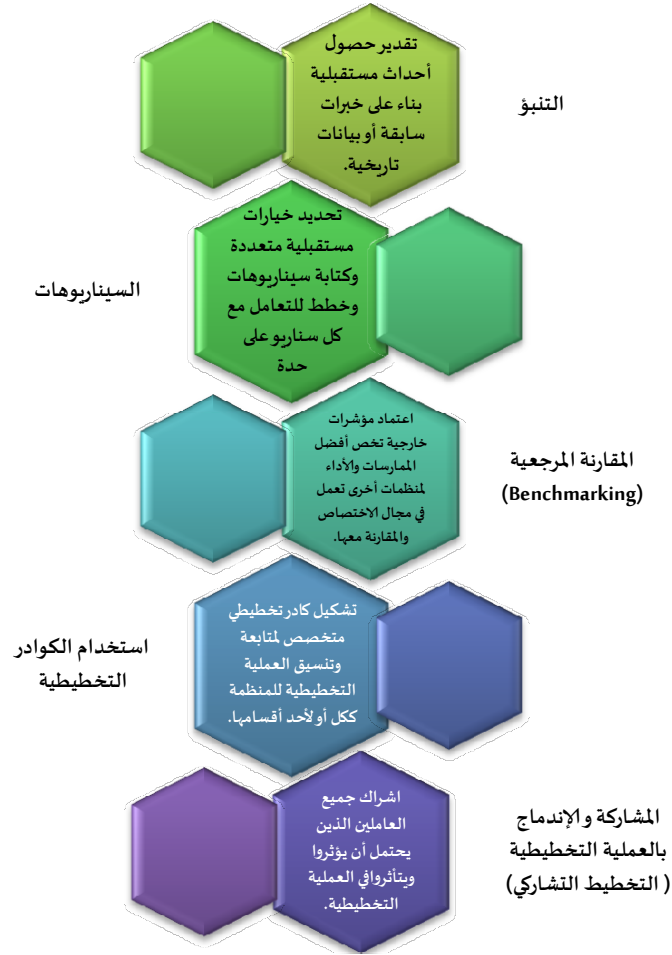 التنبؤ
تقدير حصول
أحداث مستقبلية
بناء على خبرات
سابقة أو بيانات
تاريخية.
السيناريوهات
تحديد خيارات
مستقبلية متعددة
وكتابة سيناريوهات
وخطط للتعامل مع
كل سناريو على
حدة
المقارنة المرجعية
(Benchmarking)
اعتماد مؤشرات
خارجية تخص أفضل
الممارسات والأداء
لمنظمات أخرى تعمل
في مجال الاختصاص
والمقارنة معها.
استخدام الكوادر
التخطيطية
تشكيل كادر تخطيطي
متخصص لمتابعة
وتنسيق العملية
التخطيطية للمنظمة
ككل أو لأحد أقسامها.
المشاركة والإندماج
بالعملية التخطيطية
( التخطيط التشاركي)
اشراك جميع
العاملين الذين
يحتمل أن يؤثروا
ويتأثروا في العملية
التخطيطية.